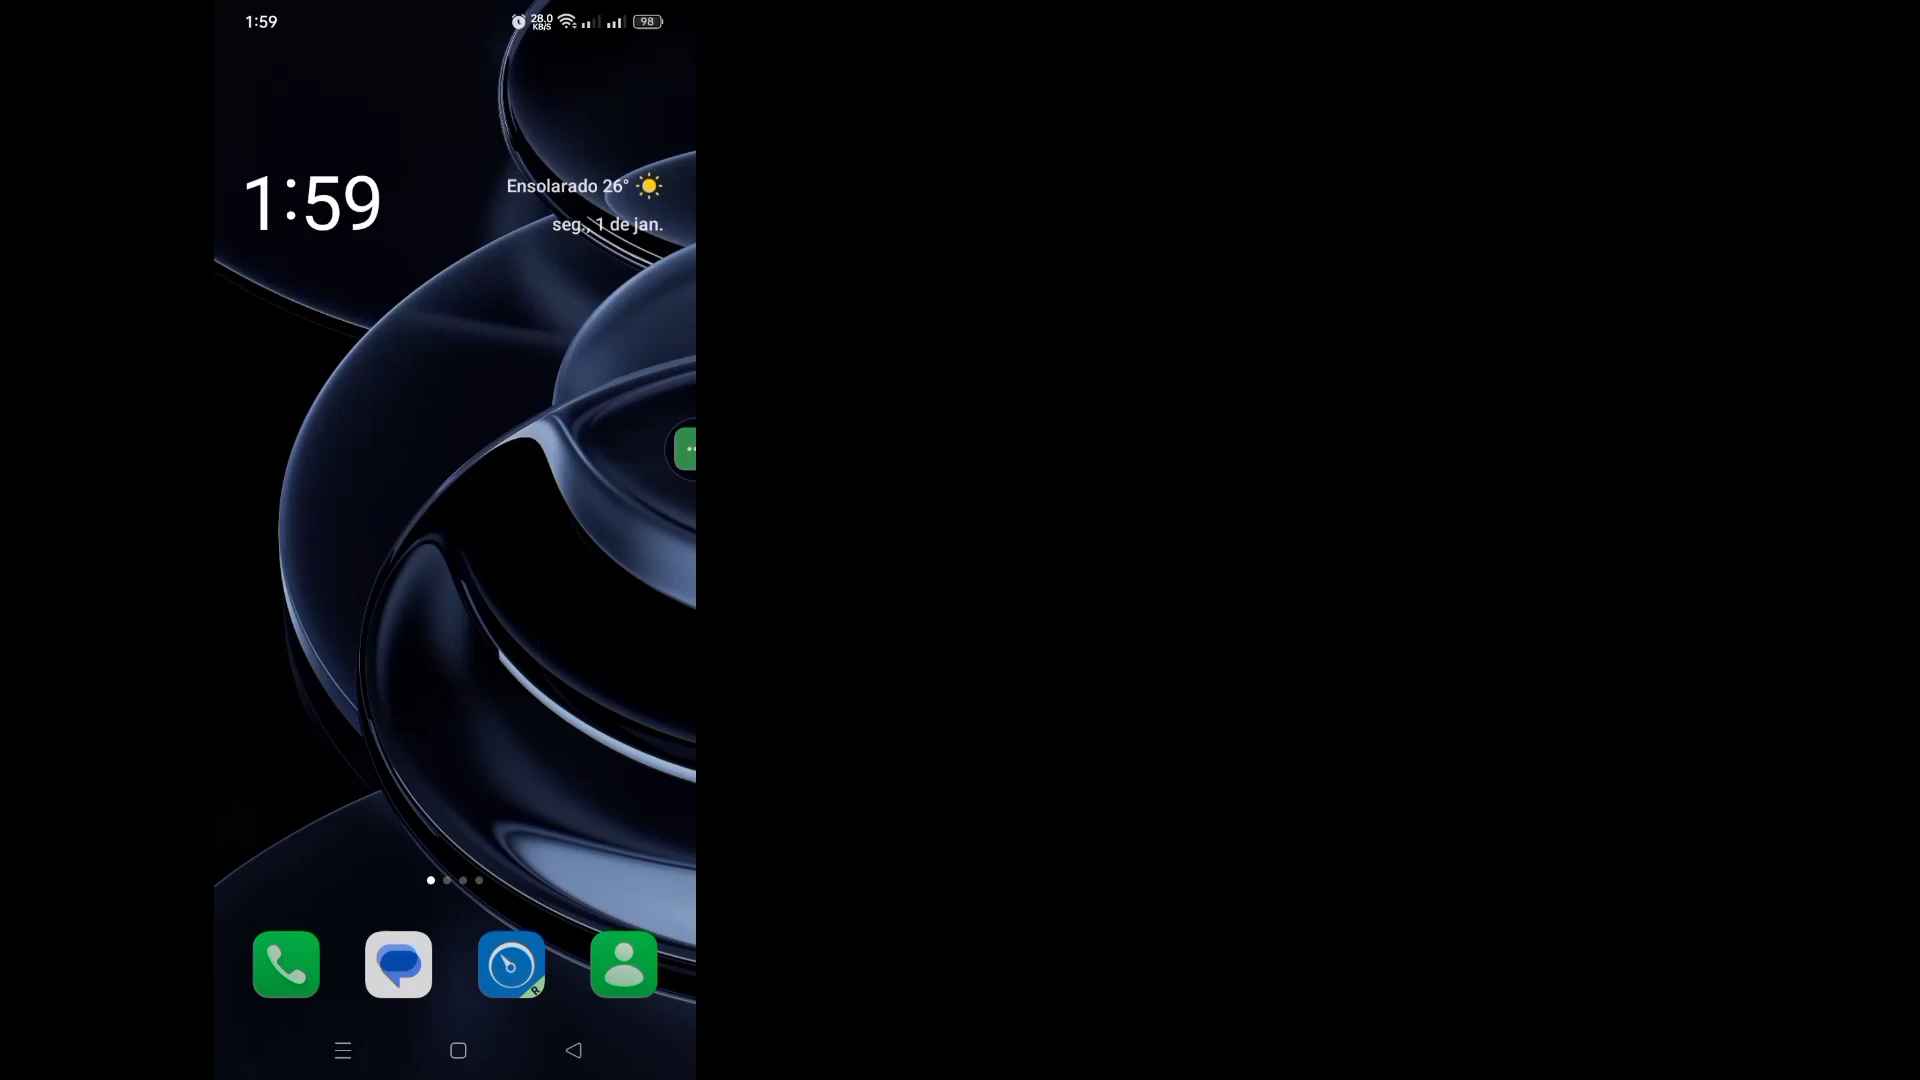 1:59
28.0
KB/S
98
1:59
Ensolarado 26°
seg., 1 de jan.
R